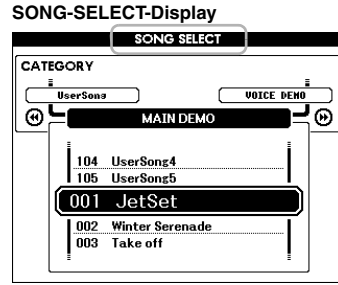 SONG-SELECT-Display
SONG SELECT
CATEGORY
UserSong VOICE DEMO
MAIN DEMO
104 UserSong4
105 UserSong5
001 JetSet
002 Winter Serenade
003 Take off